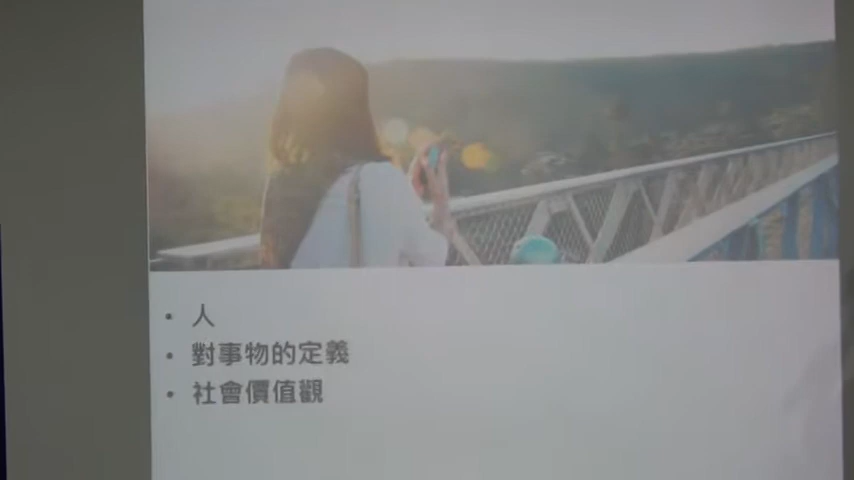 • 人
• 對事物的定義
• 社會價值觀